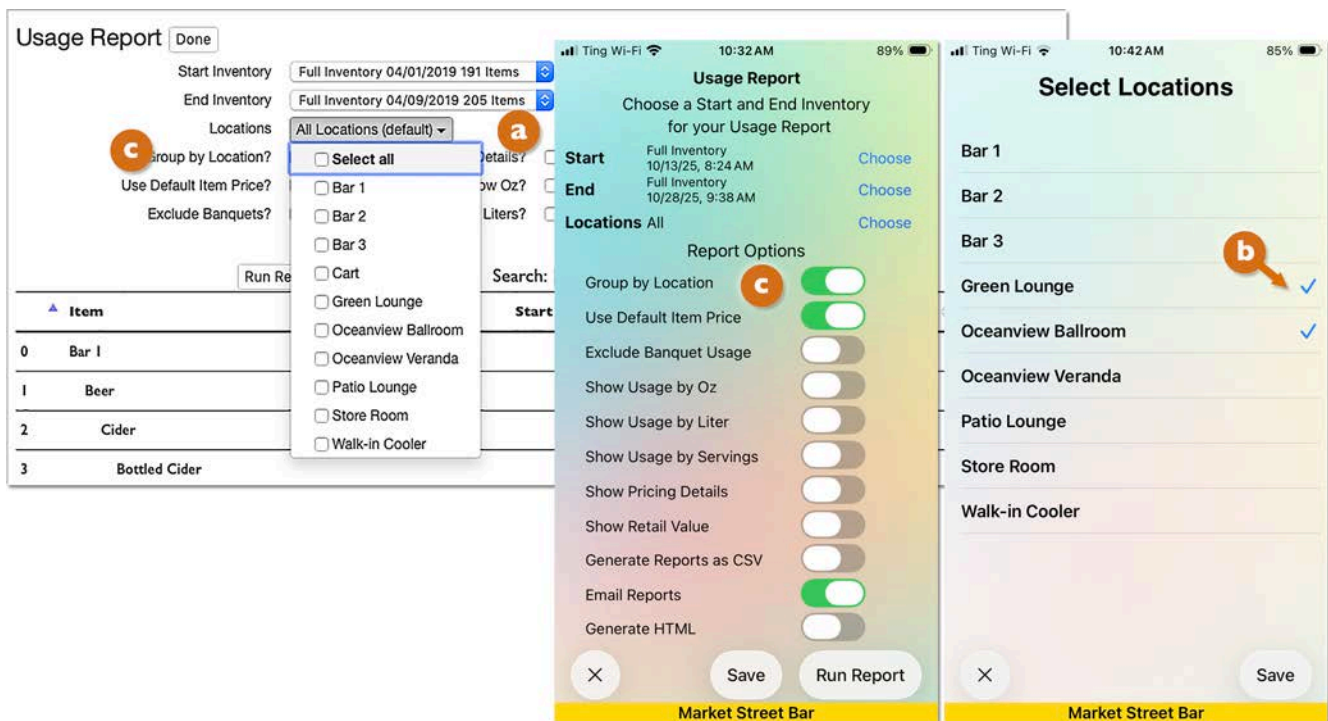 Usage Report Done
Start Inventory Full Inventory 04/01/2019 191 Items
End Inventory Full Inventory 04/09/2019 205 Items
Locations All Locations (default)
a
c
Group by Location?
Details?
Use Default Item Price?
Exclude Banquets?
Liters?
Select all
Bar 1
Bar 2
Bar 3
Cart
Green Lounge
Oceanview Ballroom
Oceanview Veranda
Patio Lounge
Store Room
Walk-in Cooler
Run Re
Search:
Item
Start
0 Bar 1
1 Beer
2 Cider
3 Bottled Cider
Ting Wi-Fi 10:32 AM 89%
Usage Report
Choose a Start and End Inventory
for your Usage Report
Start Full Inventory
10/13/25, 8:24 AM Choose
End Full Inventory
10/28/25, 9:38 AM Choose
Locations All Choose
Report Options
Group by Location c
Use Default Item Price
Exclude Banquet Usage
Show Usage by Oz
Show Usage by Liter
Show Usage by Servings
Show Pricing Details
Show Retail Value
Generate Reports as CSV
Email Reports
Generate HTML
Save Run Report
Market Street Bar
Ting Wi-Fi 10:42 AM 85%
Select Locations
Bar 1
Bar 2
Bar 3
b
Green Lounge
Oceanview Ballroom
Oceanview Veranda
Patio Lounge
Store Room
Walk-in Cooler
Save
Market Street Bar